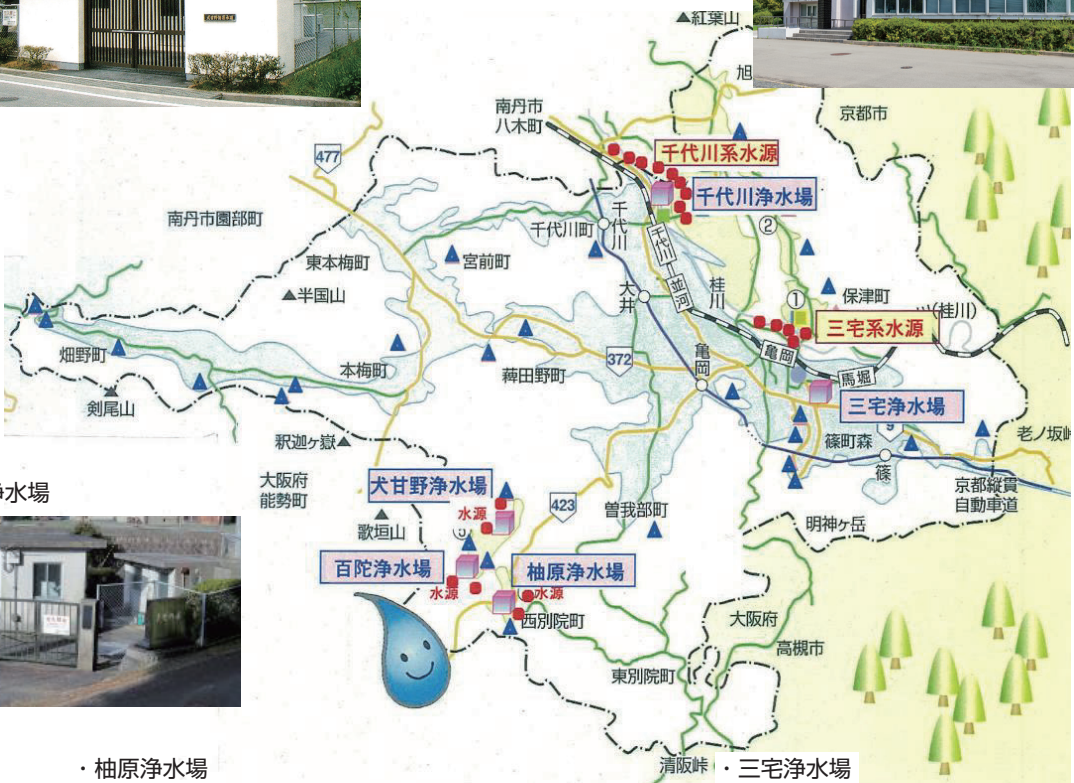 紅葉山
旭
南丹市
八木町
京都市
千代川系水源
477
千代川浄水場
南丹市園部町
千代川町
千代川
②
千代川
東本梅町
宮前町
並河
大井
桂川
①
保津町
半国山
(桂川)
三宅系水源
亀岡
畑野町
本梅町
372
薭田野町
亀岡
馬堀
三宅浄水場
剣尾山
9
釈迦ヶ嶽
篠町森
老ノ坂峠
篠
浄水場
大阪府
能勢町
犬甘野浄水場
京都縦貫
自動車道
423
曽我部町
水源
歌垣山
明神ヶ岳
百陀浄水場
柚原浄水場
水源
水源
西別院町
大阪府
高槻市
東別院町
清阪峠
・柚原浄水場
・三宅浄水場